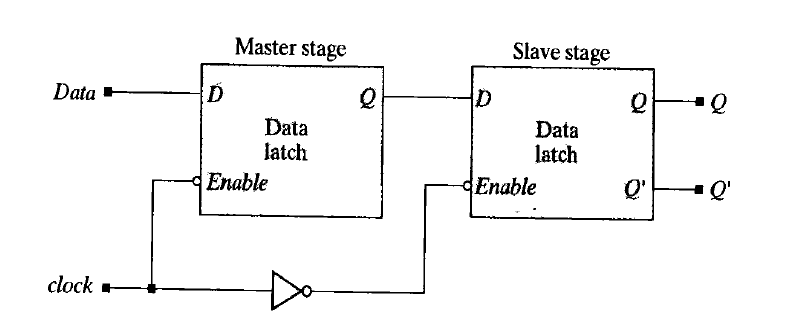 Master stage
Slave stage
Data
D
Q
Data
latch
Enable
D
Q
Data
latch
Enable
Q'
Q
Q'
clock